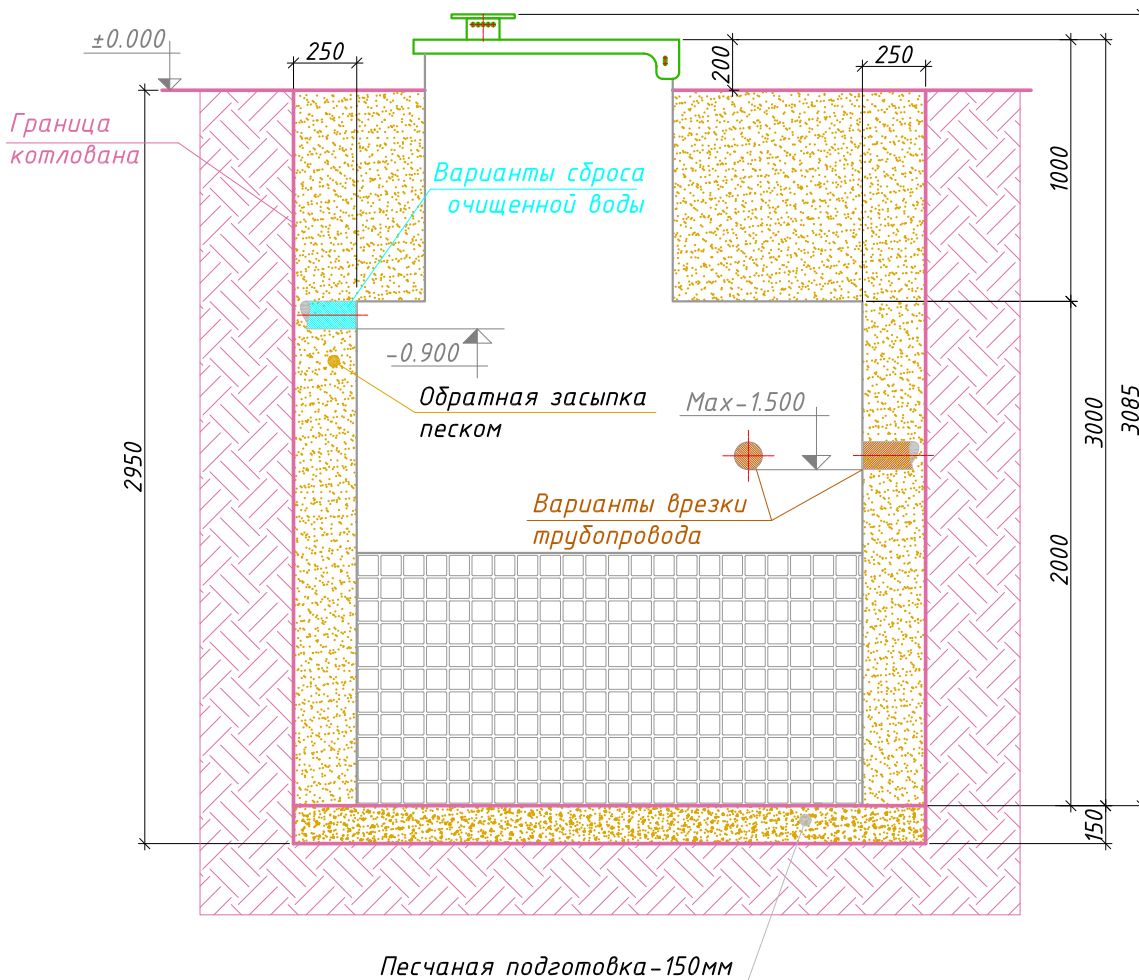 ±0.000
250
200
250
Граница
котлована
Варианты сброса
очищенной воды
1000
-0.900
Обратная засыпка
песком
Max-1.500
3085
3000
2950
Варианты врезки
трубопровода
2000
150
Песчаная подготовка-150мм